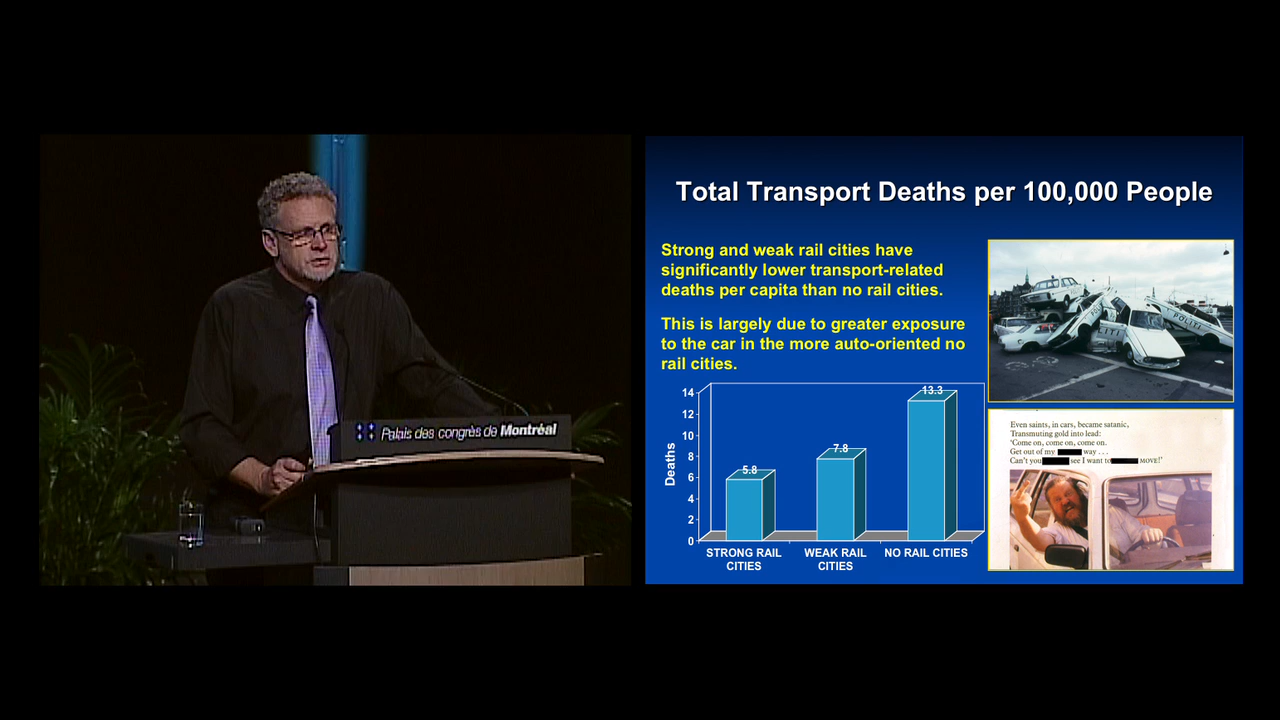 Palais des congrès de Montréal
Total Transport Deaths per 100,000 People
Strong and weak rail cities have
significantly lower transport-related
deaths per capita than no rail cities.
This is largely due to greater exposure
to the car in the more auto-oriented no
rail cities.
Deaths
14
12
10
8
6
4
2
0
5.8
7.8
13.3
STRONG RAIL
CITIES
WEAK RAIL
CITIES
NO RAIL CITIES
POLITI
POLITI
Even saints, in cars, became satanic,
Transmuting gold into lead:
'Come on, come on, come on.
Get out of my way . . .
Can't you see I want to MOVE!'